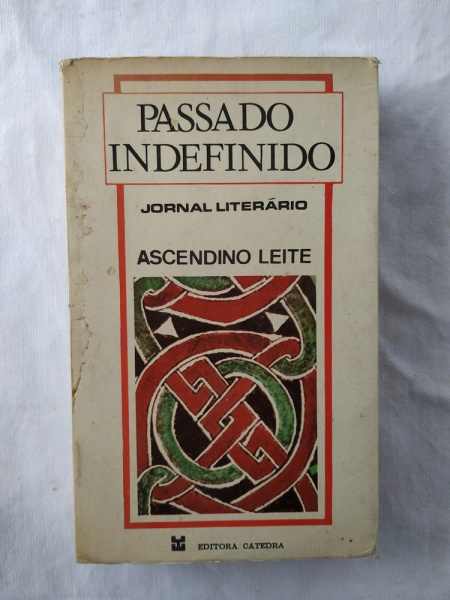 PASSADO
INDEFINIDO
JORNAL LITERÁRIO
ASCENDINO LEITE
EDITORA CATEDRA